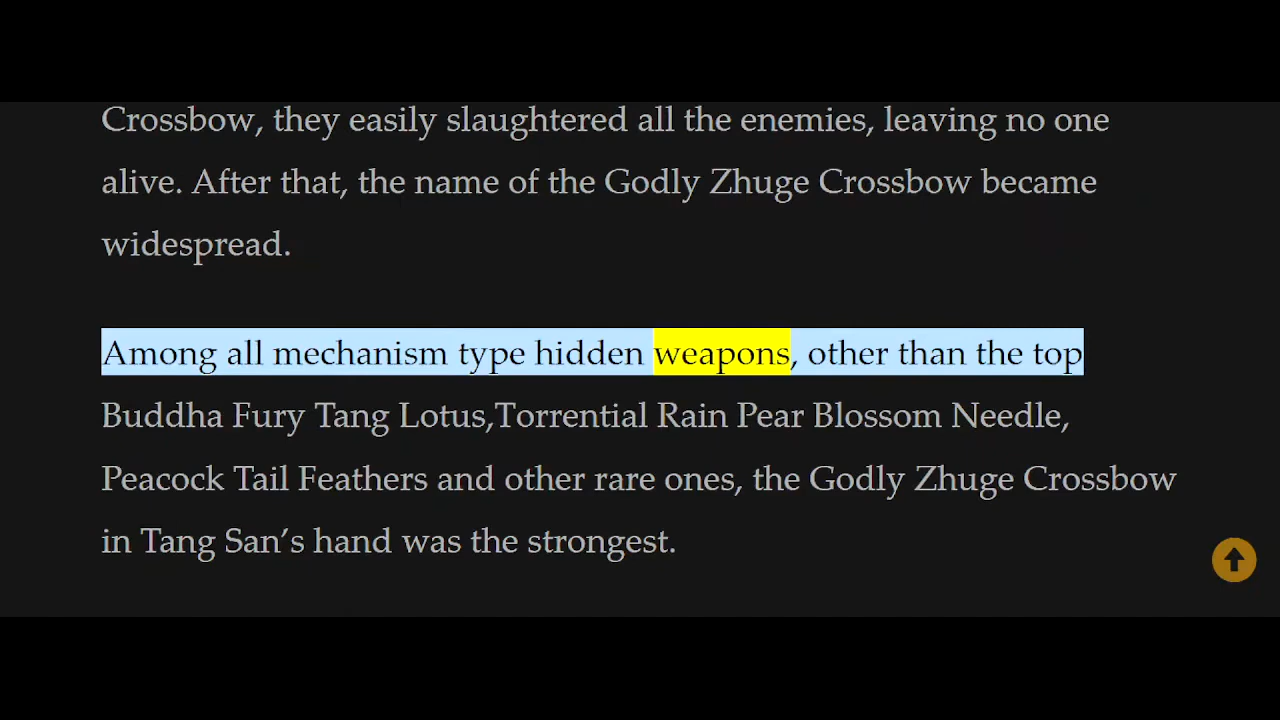 Crossbow, they easily slaughtered all the enemies, leaving no one
alive. After that, the name of the Godly Zhuge Crossbow became
widespread.
Among all mechanism type hidden weapons, other than the top
Buddha Fury Tang Lotus,Torrential Rain Pear Blossom Needle,
Peacock Tail Feathers and other rare ones, the Godly Zhuge Crossbow
in Tang San’s hand was the strongest.